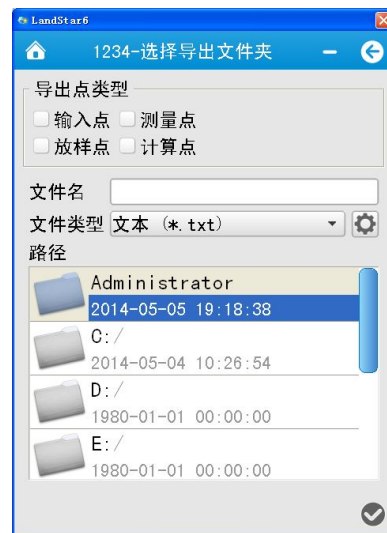 LandStar6
1234-选择导出文件夹
导出点类型
输入点 测量点
放样点 计算点
文件名
文件类型 文本 (*.txt)
路径
Administrator
2014-05-05 19:18:38
C:/
2014-05-04 10:26:54
D:/
1980-01-01 00:00:00
E:/
1980-01-01 00:00:00